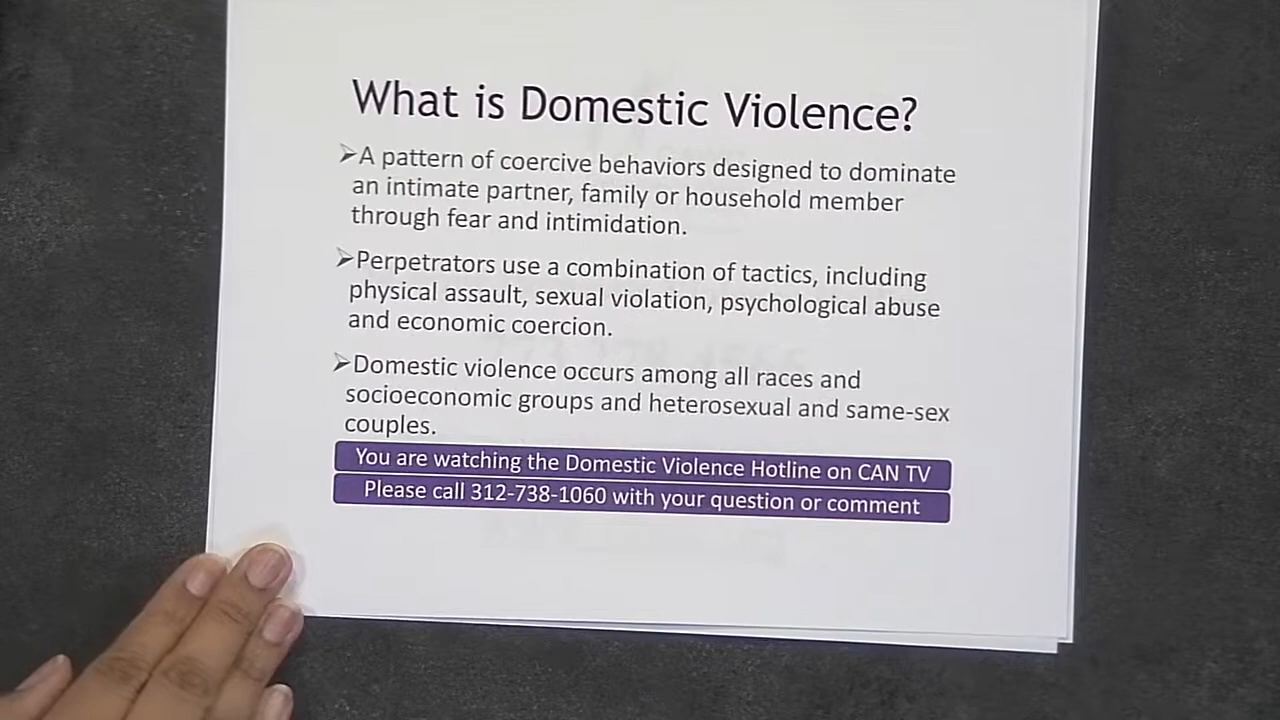 What is Domestic Violence?
➢A pattern of coercive behaviors designed to dominate
an intimate partner, family or household member
through fear and intimidation.
➢Perpetrators use a combination of tactics, including
physical assault, sexual violation, psychological abuse
and economic coercion.
➢Domestic violence occurs among all races and
socioeconomic groups and heterosexual and same-sex
couples.
You are watching the Domestic Violence Hotline on CAN TV
Please call 312-738-1060 with your question or comment